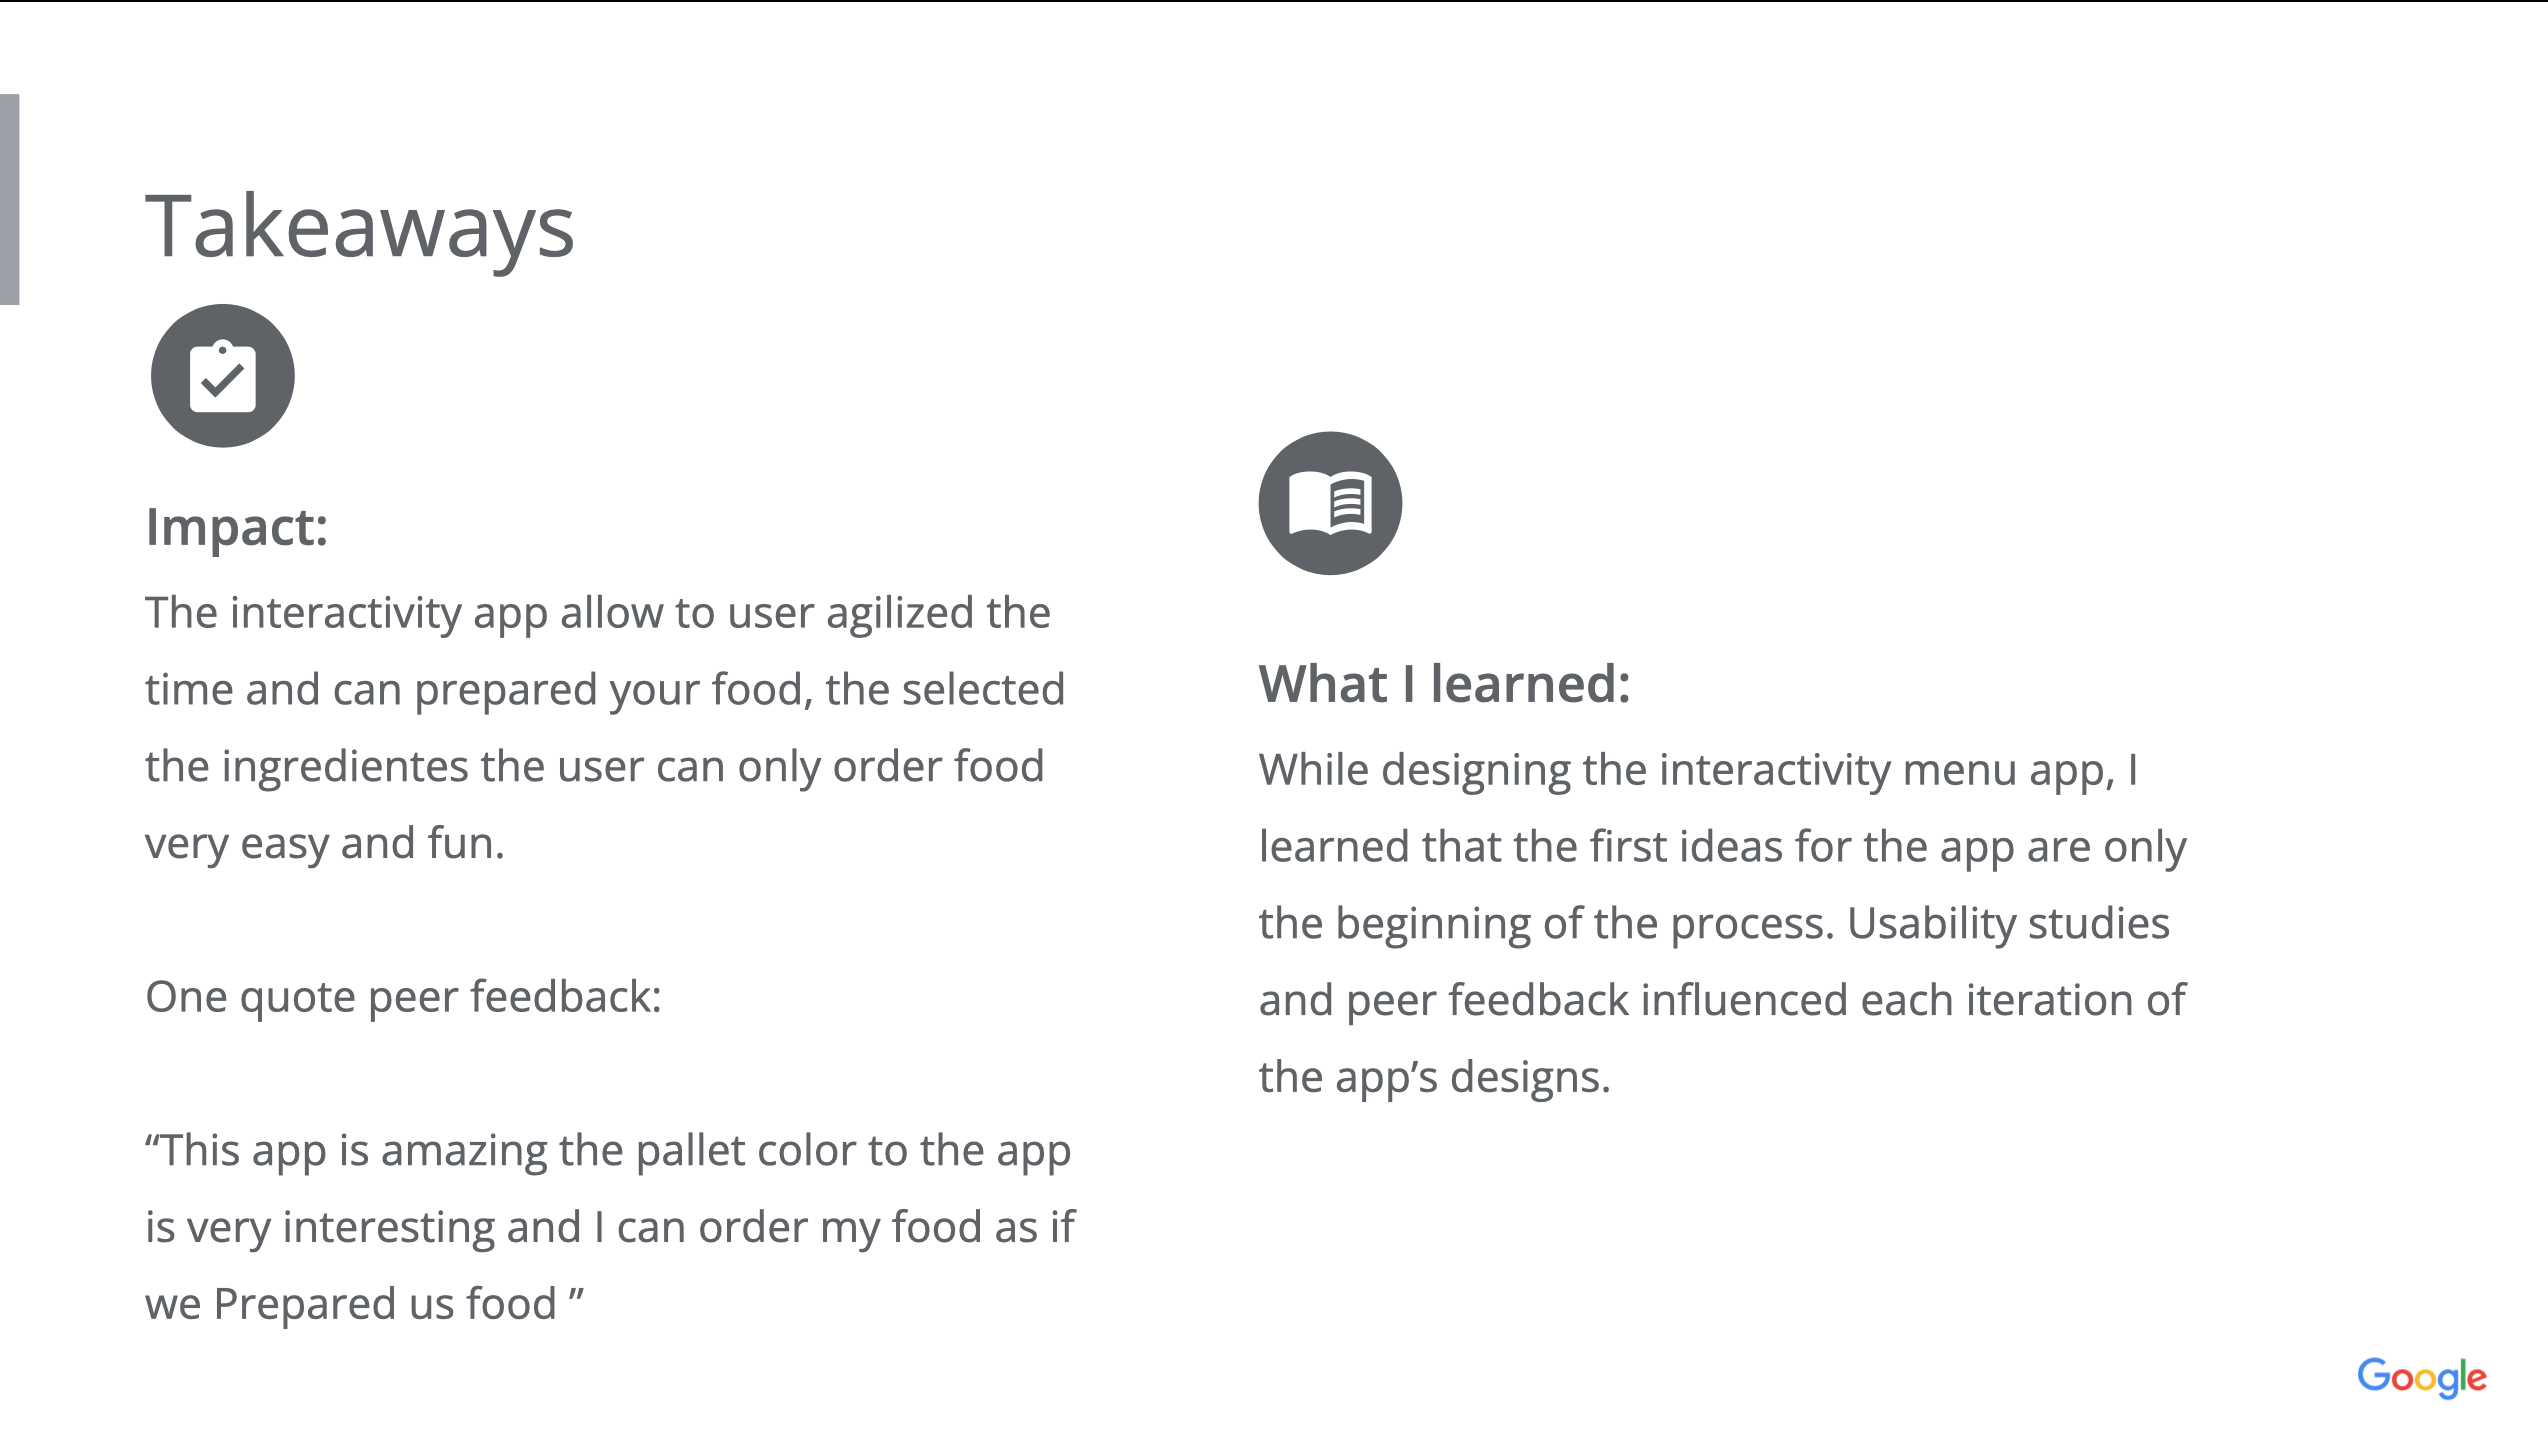 Takeaways
Impact:
The interactivity app allow to user agilized the
time and can prepared your food, the selected
the ingredientes the user can only order food
very easy and fun.
One quote peer feedback:
“This app is amazing the pallet color to the app
is very interesting and I can order my food as if
we Prepared us food ”
What I learned:
While designing the interactivity menu app, I
learned that the first ideas for the app are only
the beginning of the process. Usability studies
and peer feedback influenced each iteration of
the app’s designs.
Google